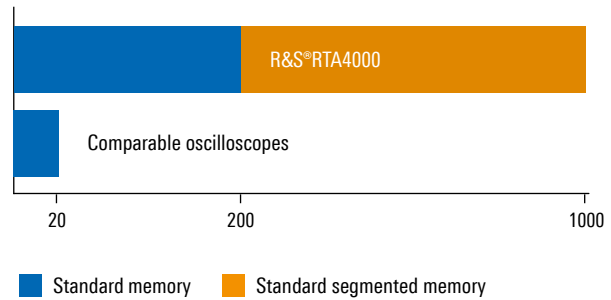 R&S®RTA4000
Comparable oscilloscopes
20 200 1000
Standard memory Standard segmented memory